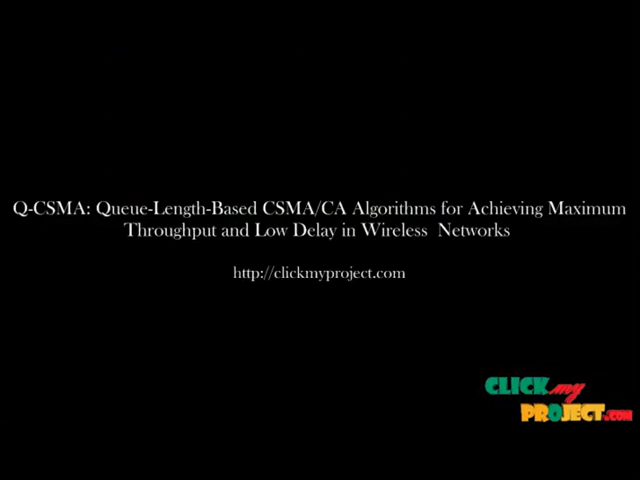 Q-CSMA: Queue-Length-Based CSMA/CA Algorithms for Achieving Maximum
Throughput and Low Delay in Wireless Networks
http://clickmyproject.com
CLICK my
PROJECT.COM